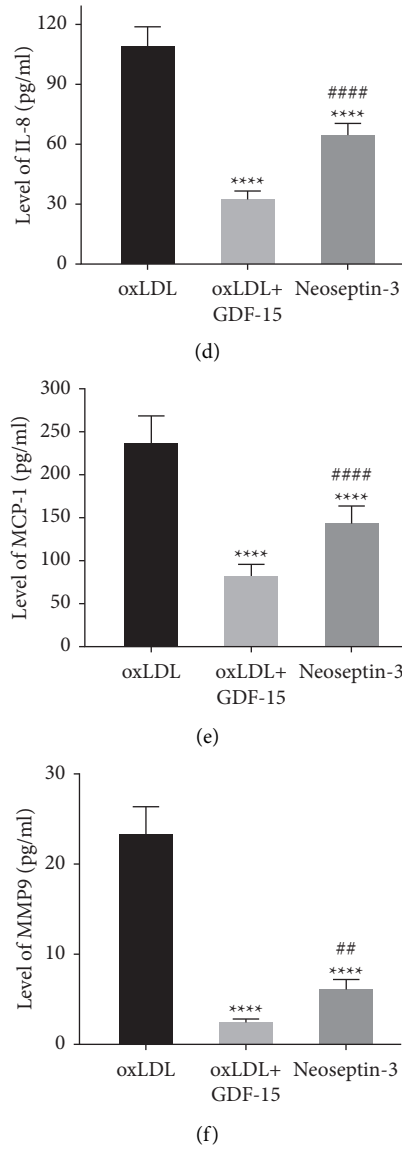 120
90
60
30
0
Level of IL-8 (pg/ml)
####
****
****
oxLDL
oxLDL+
GDF-15
Neoseptin-3
(d)
300
250
200
150
100
50
0
Level of MCP-1 (pg/ml)
####
****
****
oxLDL
oxLDL+
GDF-15
Neoseptin-3
(e)
30
20
10
0
Level of MMP9 (pg/ml)
##
****
****
oxLDL
oxLDL+
GDF-15
Neoseptin-3
(f)